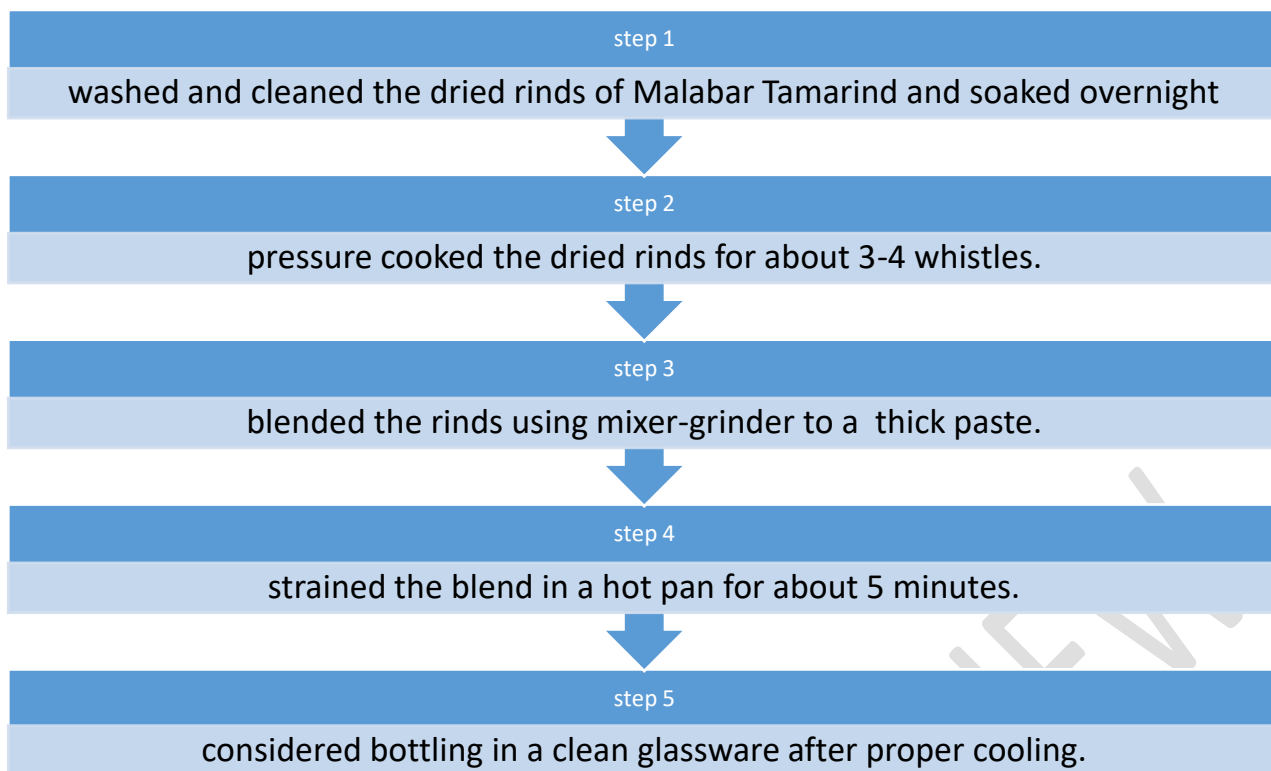 step 1
washed and cleaned the dried rinds of Malabar Tamarind and soaked overnight
step 2
pressure cooked the dried rinds for about 3-4 whistles.
step 3
blended the rinds using mixer-grinder to a  thick paste.
step 4
strained the blend in a hot pan for about 5 minutes.
step 5
considered bottling in a clean glassware after proper cooling.